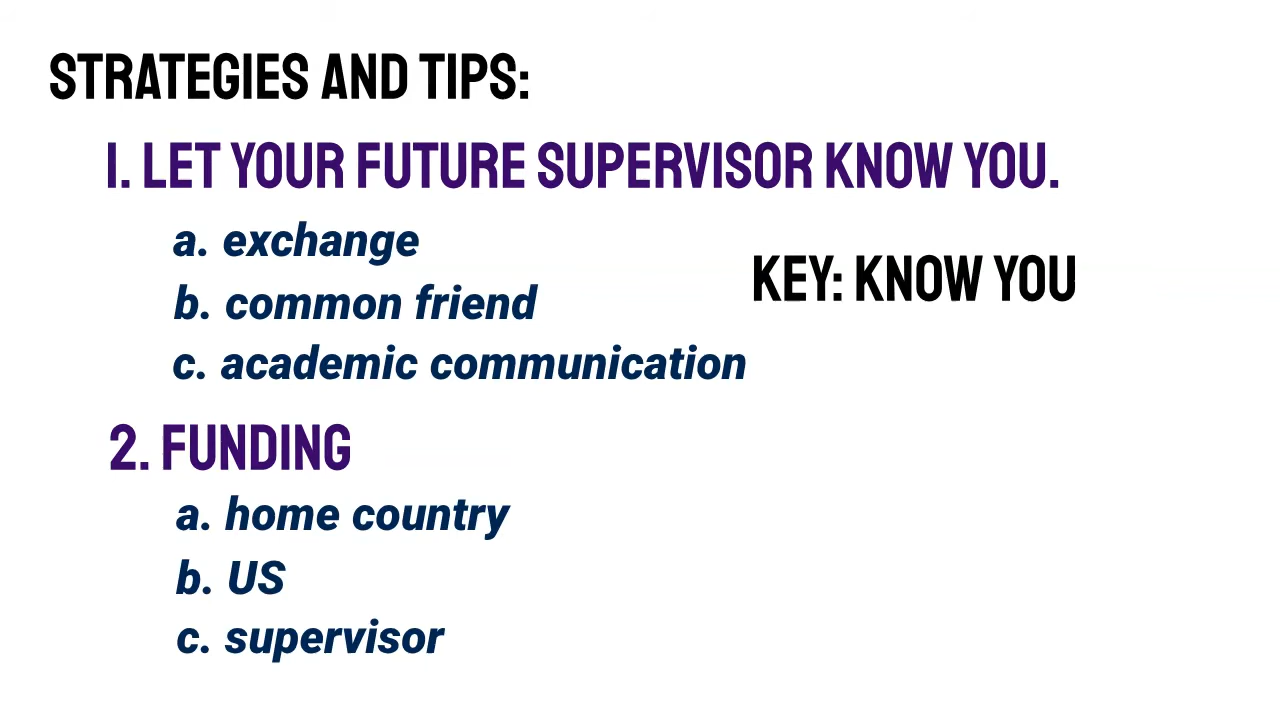 STRATEGIES AND TIPS:
1. LET YOUR FUTURE SUPERVISOR KNOW YOU.
a. exchange
KEY: KNOW YOU
b. common friend
c. academic communication
2. FUNDING
a. home country
b. US
c. supervisor